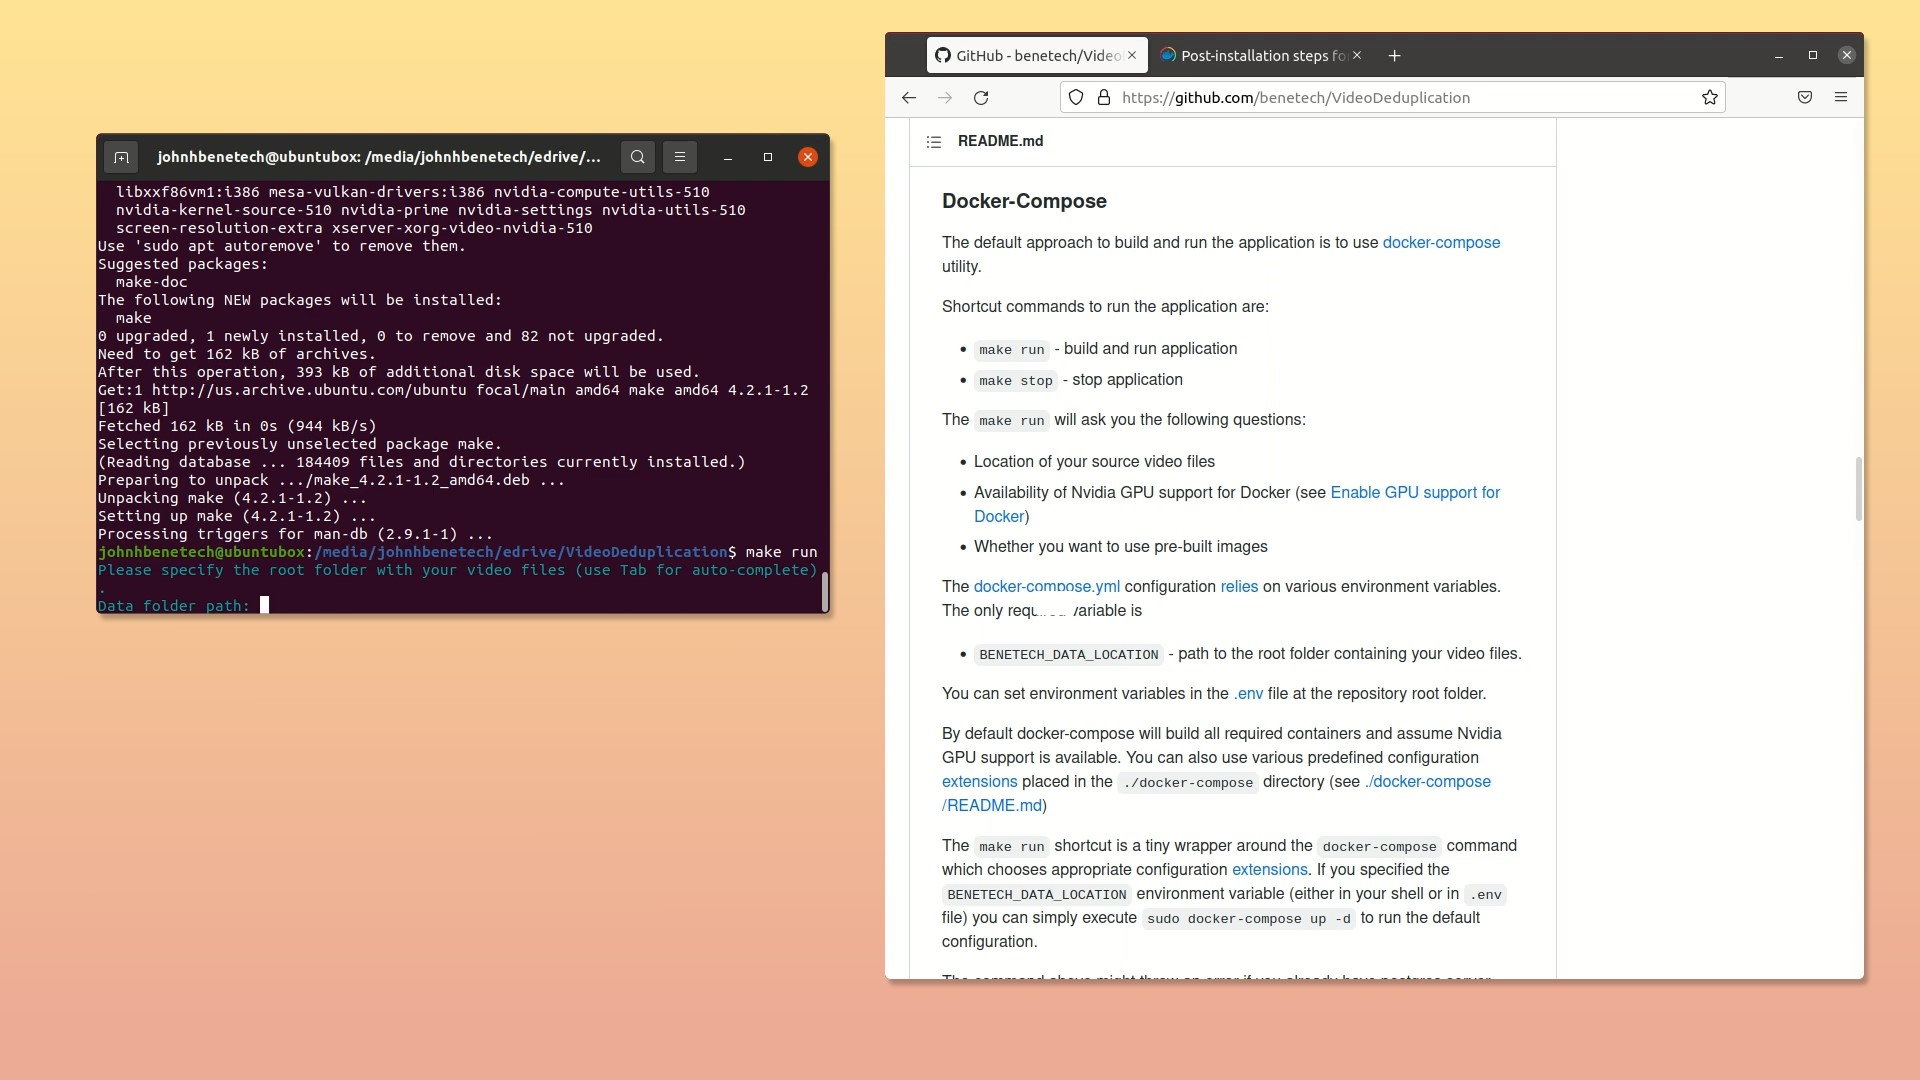 johnhbenetech@ubuntubox: /media/johnhbenetech/edrive/...
libxxf86vm1:i386 mesa-vulkan-drivers:i386 nvidia-compute-utils-510
nvidia-kernel-source-510 nvidia-prime nvidia-settings nvidia-utils-510
screen-resolution-extra xserver-xorg-video-nvidia-510
Use 'sudo apt autoremove' to remove them.
Suggested packages:
make-doc
The following NEW packages will be installed:
make
0 upgraded, 1 newly installed, 0 to remove and 82 not upgraded.
Need to get 162 kB of archives.
After this operation, 393 kB of additional disk space will be used.
Get:1 http://us.archive.ubuntu.com/ubuntu focal/main amd64 make amd64 4.2.1-1.2
[162 kB]
Fetched 162 kB in 0s (944 kB/s)
Selecting previously unselected package make.
(Reading database ... 184409 files and directories currently installed.)
Preparing to unpack .../make_4.2.1-1.2_amd64.deb ...
Unpacking make (4.2.1-1.2) ...
Setting up make (4.2.1-1.2) ...
Processing triggers for man-db (2.9.1-1) ...
johnhbenetech@ubuntubox:/media/johnhbenetech/edrive/VideoDeduplication$ make run
Please specify the root folder with your video files (use Tab for auto-complete)
.
Data folder path:
GitHub - benetech/Video
Post-installation steps fo
https://github.com/benetech/VideoDeduplication
README.md
Docker-Compose
The default approach to build and run the application is to use docker-compose
utility.
Shortcut commands to run the application are:
• make run - build and run application
• make stop - stop application
The make run will ask you the following questions:
• Location of your source video files
• Availability of Nvidia GPU support for Docker (see Enable GPU support for
Docker)
• Whether you want to use pre-built images
The docker-compose.yml configuration relies on various environment variables.
The only variable is
• BENETECH_DATA_LOCATION - path to the root folder containing your video files.
You can set environment variables in the .env file at the repository root folder.
By default docker-compose will build all required containers and assume Nvidia
GPU support is available. You can also use various predefined configuration
extensions placed in the ./docker-compose directory (see ./docker-compose
/README.md)
The make run shortcut is a tiny wrapper around the docker-compose command
which chooses appropriate configuration extensions. If you specified the
BENETECH_DATA_LOCATION environment variable (either in your shell or in .env
file) you can simply execute sudo docker-compose up -d to run the default
configuration.
The command above might throw an error if you already have postgres server